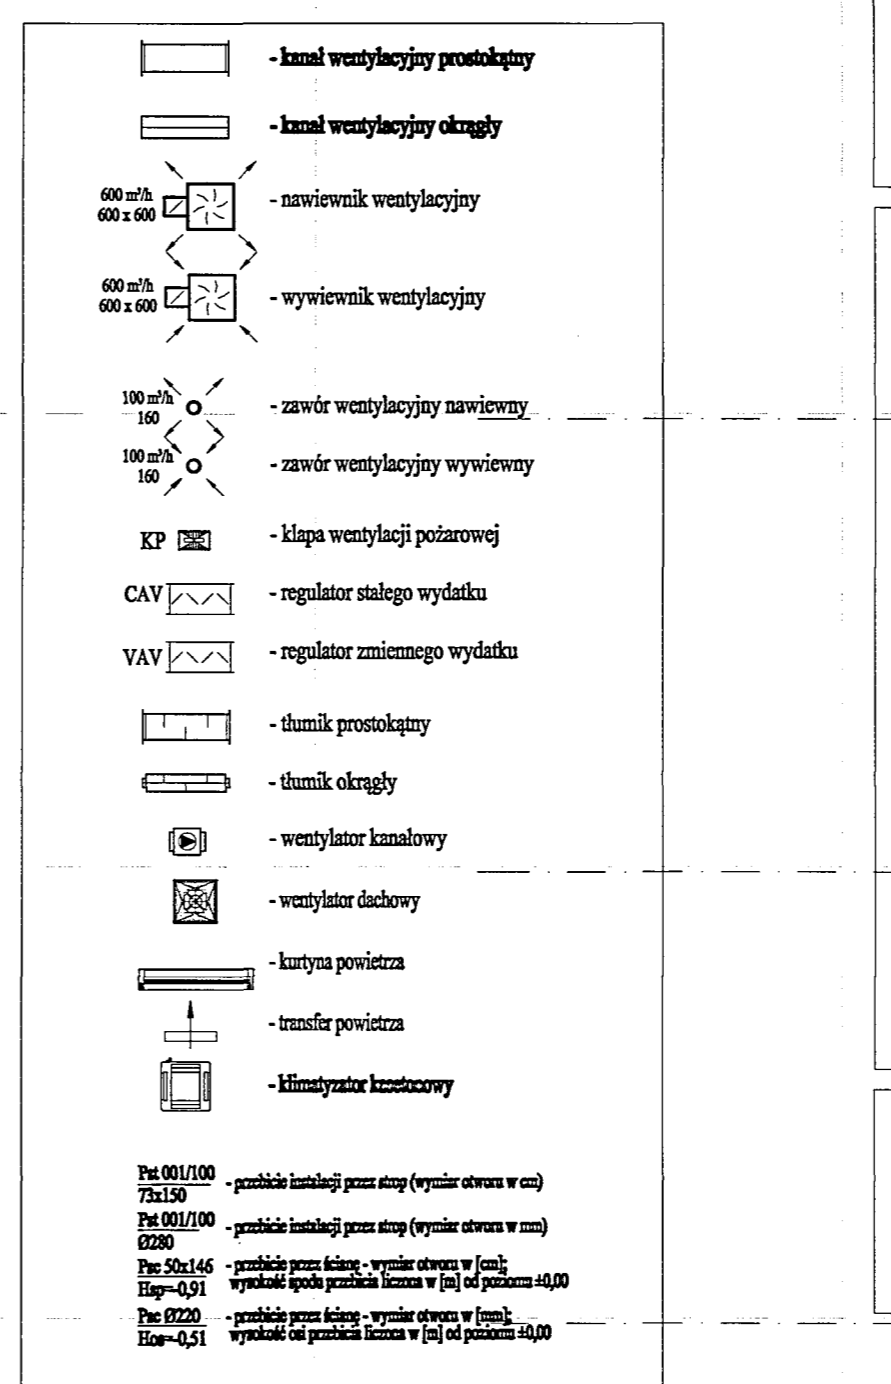 - kanał wentylacyjny prostokątny
- kanał wentylacyjny okrągły
600 m³/h
600 x 600
- nawiewnik wentylacyjny
600 m³/h
600 x 600
- wywiewnik wentylacyjny
100 m³/h
160
- zawór wentylacyjny nawiewny
100 m³/h
160
- zawór wentylacyjny wywiewny
KP - klapa wentylacji pożarowej
CAV - regulator stałego wydatku
VAV - regulator zmiennego wydatku
- tłumik prostokątny
- tłumik okrągły
- wentylator kanałowy
- wentylator dachowy
- kurtyna powietrza
- transfer powietrza
- klimatyzator kasetonowy
Pst 001/100
73x150
- przebicie instalacji przez strop (wymiar otworu w cm)
Pst 001/100
Ø280
- przebicie instalacji przez strop (wymiar otworu w mm)
Psc 50x146
Hsp=-0,91
- przebicie przez ścianę - wymiar otworu w [cm];
wysokość spodu przebicia liczona w [m] od poziomu ±0,00
Psc Ø220
Hos=-0,51
- przebicie przez ścianę - wymiar otworu w [mm];
wysokość osi przebicia liczona w [m] od poziomu ±0,00